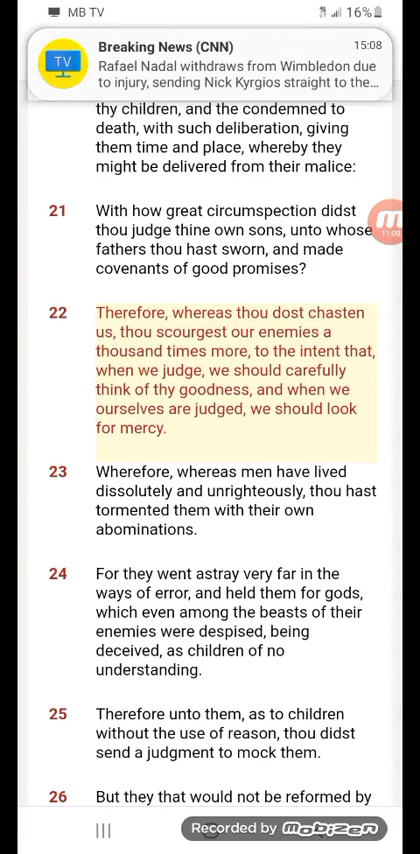 MB TV 16%
Breaking News (CNN) 15:08
TV
Rafael Nadal withdraws from Wimbledon due
to injury, sending Nick Kyrgios straight to the...
thy children, and the condemned to
death, with such deliberation, giving
them time and place, whereby they
might be delivered from their malice:
21 With how great circumspection didst
thou judge thine own sons, unto whose
fathers thou hast sworn, and made
covenants of good promises?
11:09
22 Therefore, whereas thou dost chasten
us, thou scourgest our enemies a
thousand times more, to the intent that,
when we judge, we should carefully
think of thy goodness, and when we
ourselves are judged, we should look
for mercy.
23 Wherefore, whereas men have lived
dissolutely and unrighteously, thou hast
tormented them with their own
abominations.
24 For they went astray very far in the
ways of error, and held them for gods,
which even among the beasts of their
enemies were despised, being
deceived, as children of no
understanding.
25 Therefore unto them, as to children
without the use of reason, thou didst
send a judgment to mock them.
26 But they that would not be reformed by
Recorded by mobizen